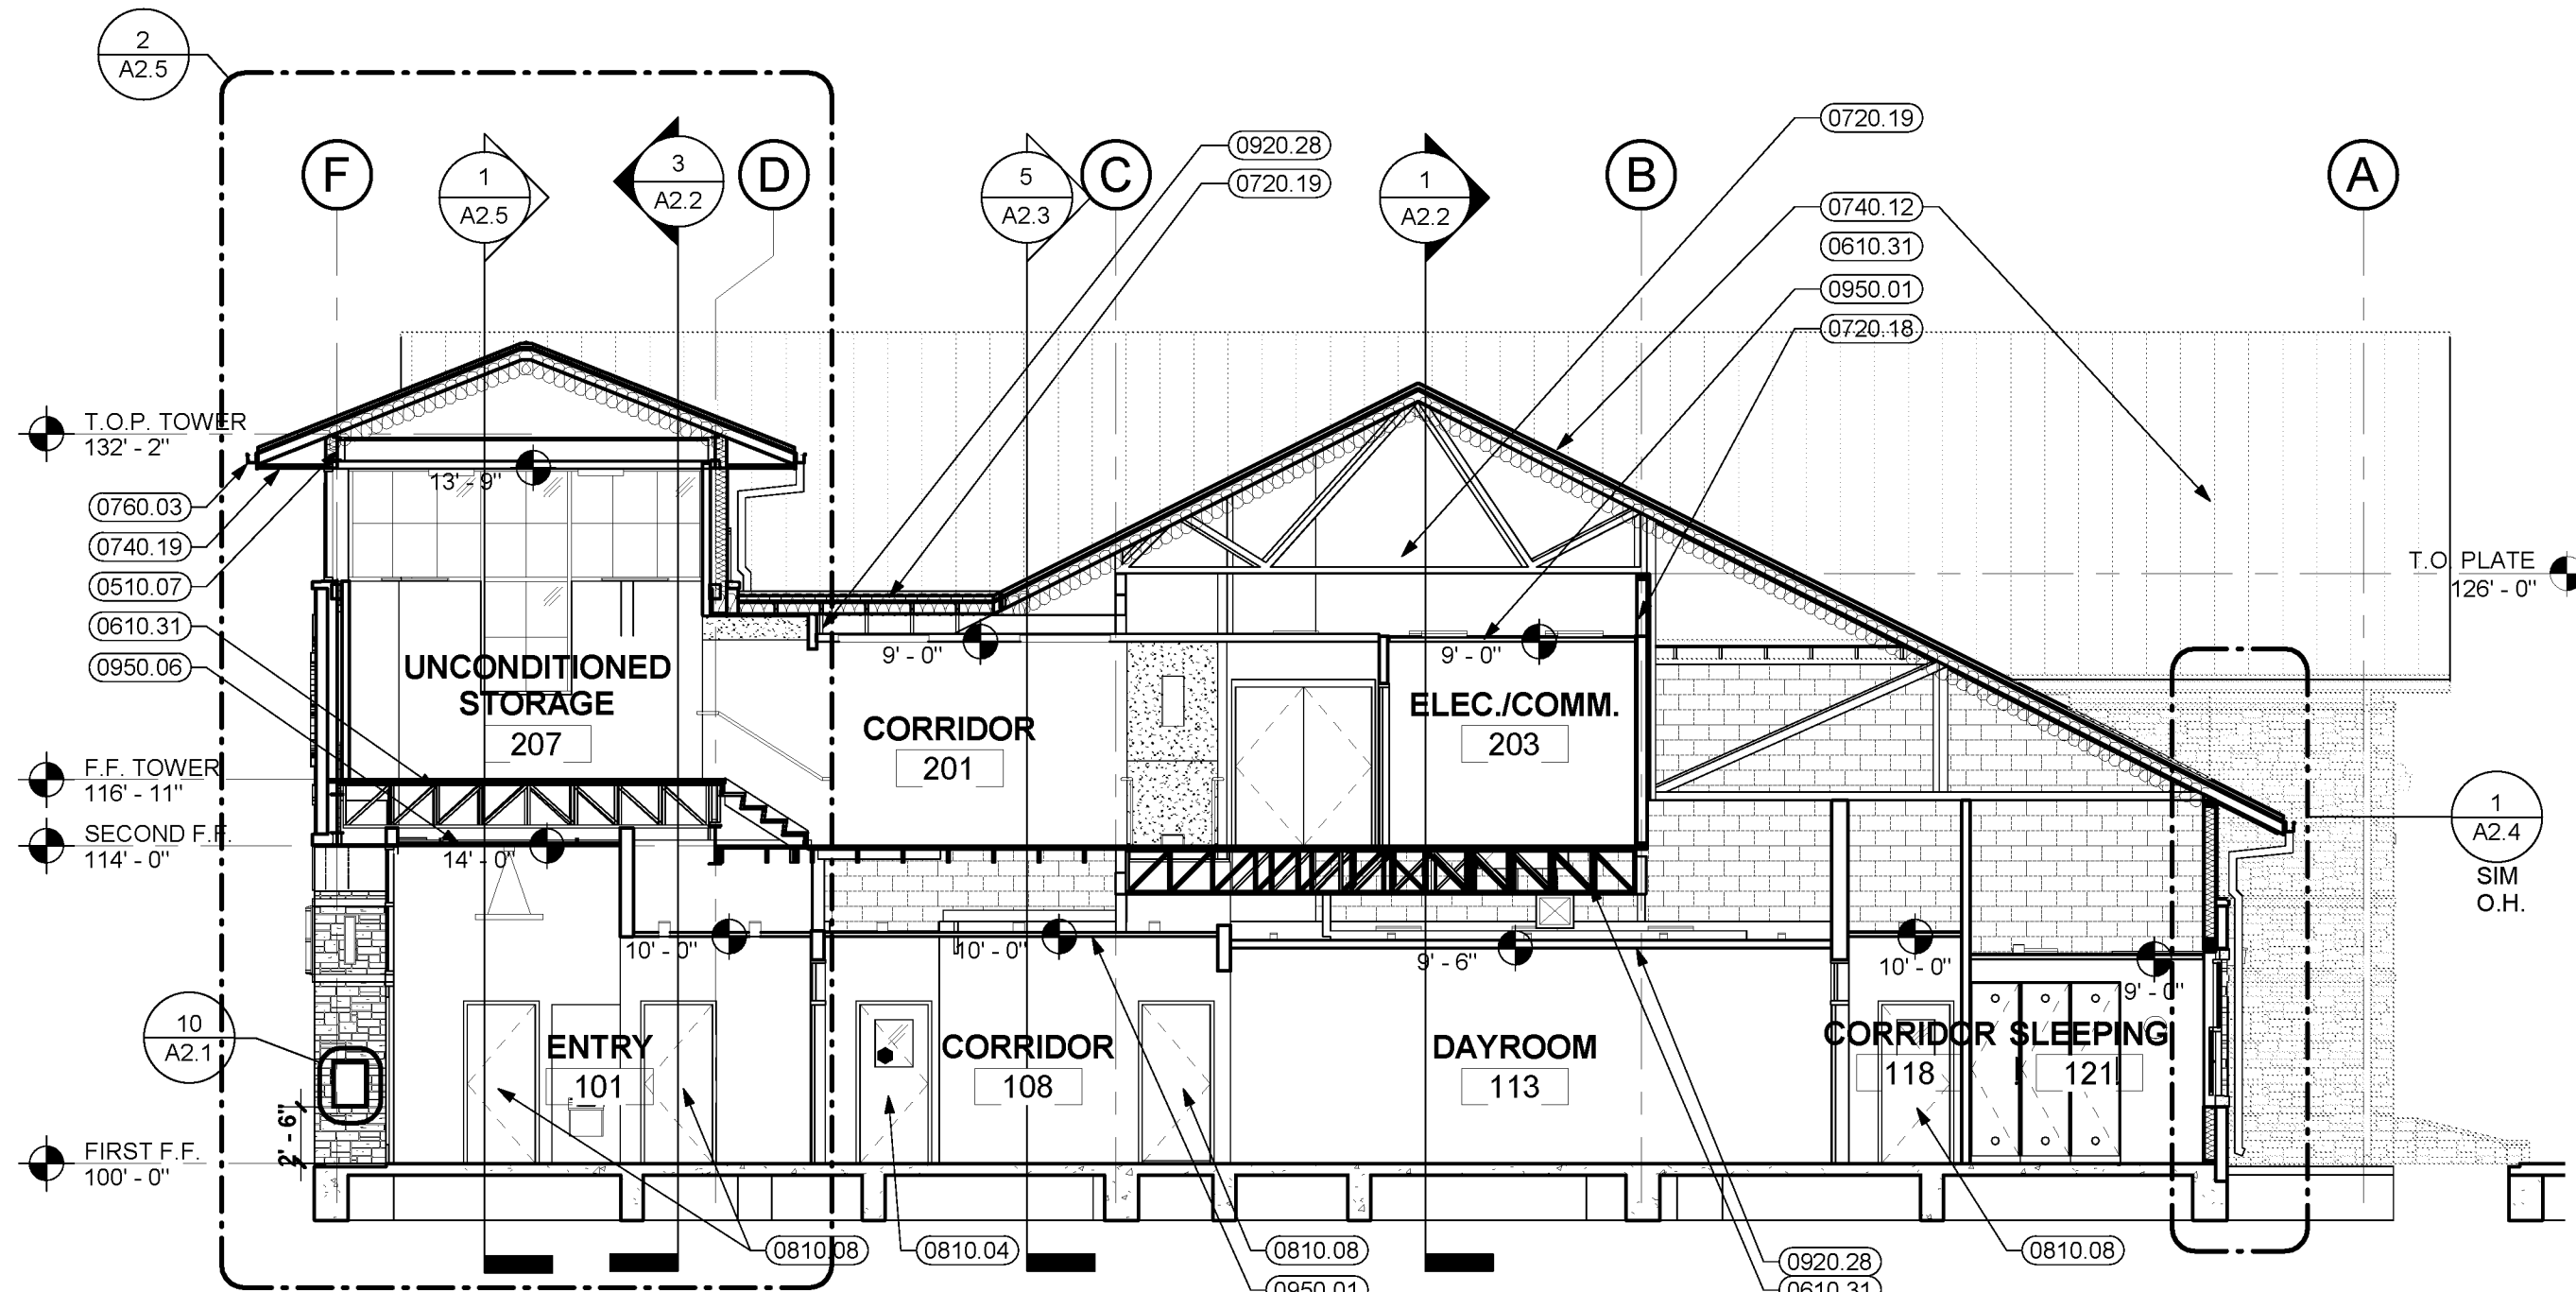 2
A2.5
F
1
A2.5
3
A2.2
D
0920.28
0720.19
5
A2.3
C
1
A2.2
0720.19
B
A
0740.12
0610.31
0950.01
0720.18
T.O.P. TOWER
132' - 2"
13' - 9"
0760.03
0740.19
0510.07
0610.31
0950.06
T.O. PLATE
126' - 0"
9' - 0"
9' - 0"
UNCONDITIONED
STORAGE
207
CORRIDOR
201
ELEC./COMM.
203
F.F. TOWER
116' - 11"
SECOND F.F.
114' - 0"
14' - 0"
1
A2.4
SIM
O.H.
10' - 0"
10' - 0"
9' - 6"
10' - 0"
9' - 0"
10
A2.1
ENTRY
101
CORRIDOR
108
DAYROOM
113
CORRIDOR
118
SLEEPING
121
2' - 6"
FIRST F.F.
100' - 0"
0810.08
0810.04
0810.08
0950.01
0920.28
0610.31
0810.08